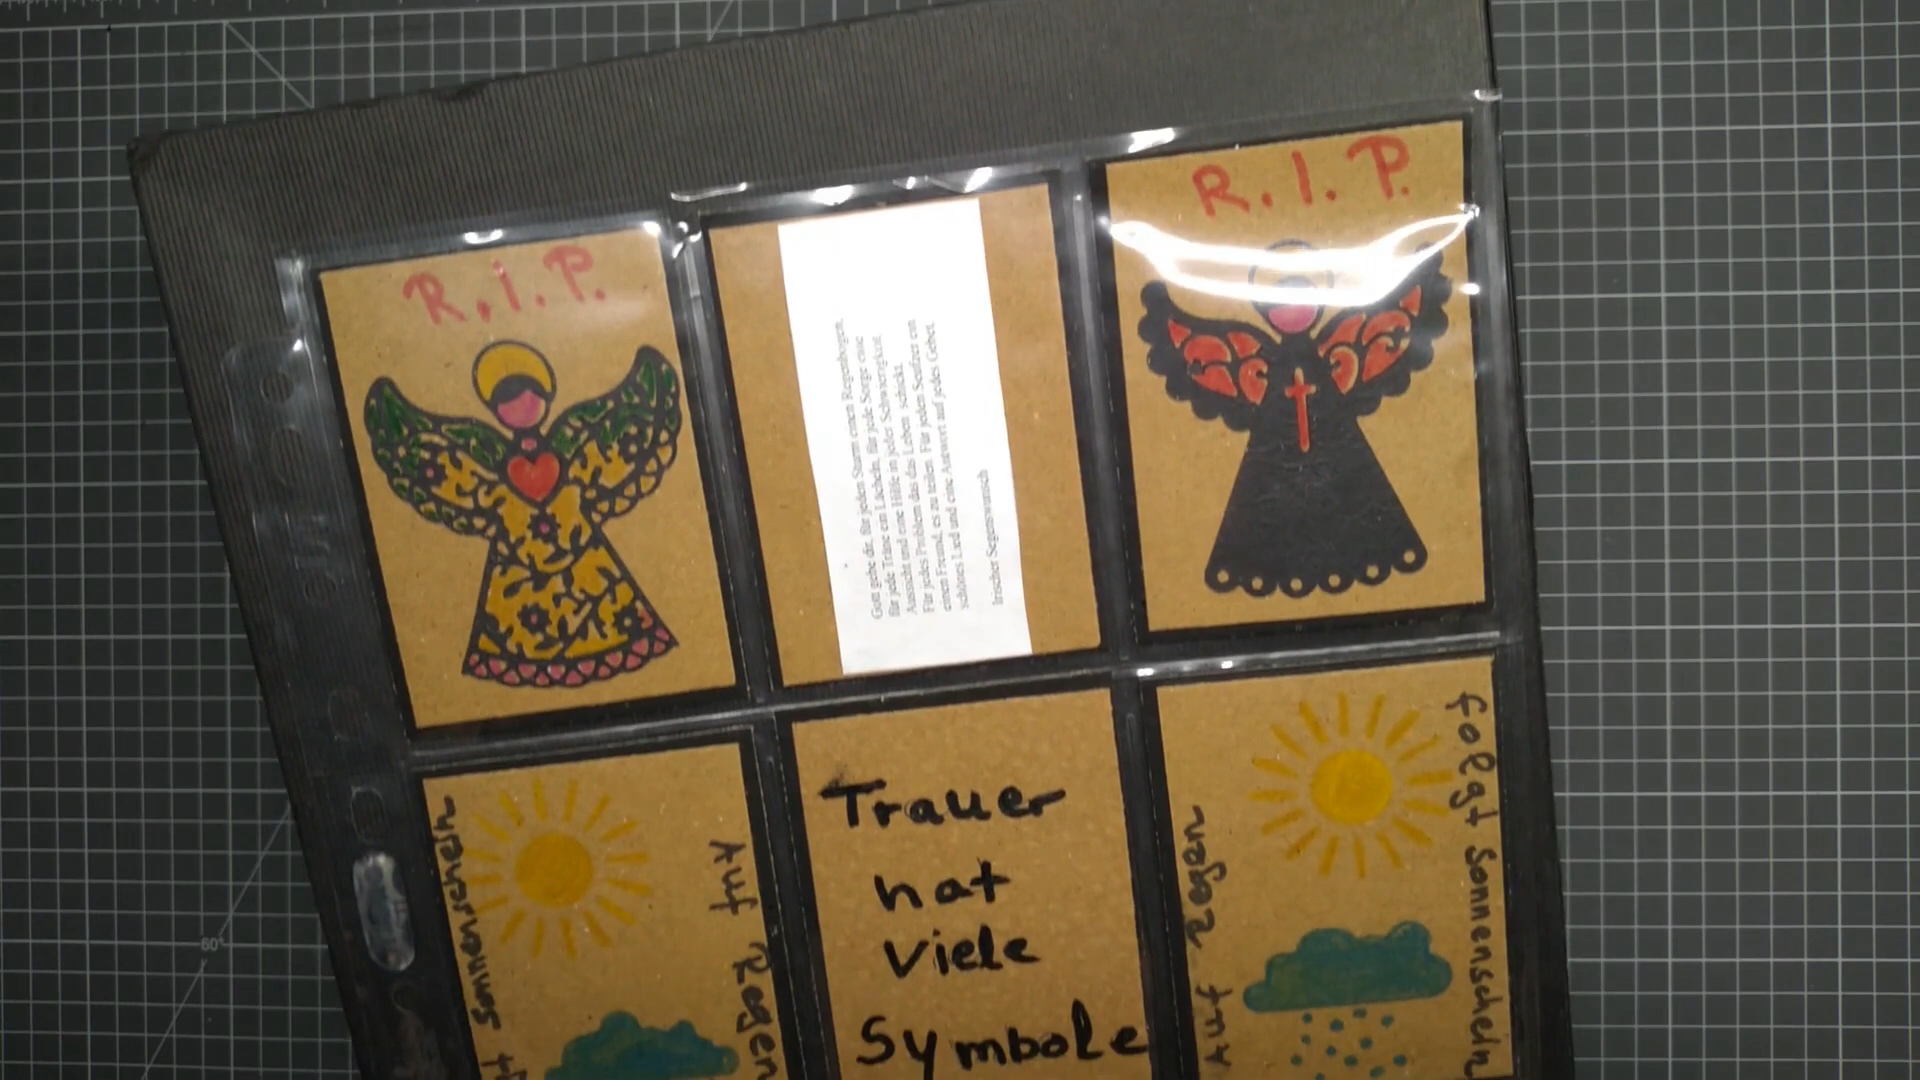 R.I.P.
Gott gebe dir, für jeden Sturm einen Regenbogen,
für jede Träne ein Lächeln, für jede Sorge eine
Aussicht und eine Hilfe in jeder Schwierigkeit.
Für jedes Problem das das Leben schickt,
einen Freund, es zu teilen. Für jeden Seufzer ein
schönes Lied und eine Antwort auf jedes Gebet.
Irischer Segenswunsch
R.I.P.
Auf Regen
Sonnenschein
Trauer
hat
Viele
Symbole
Auf Regen
folgt Sonnenschein
60°